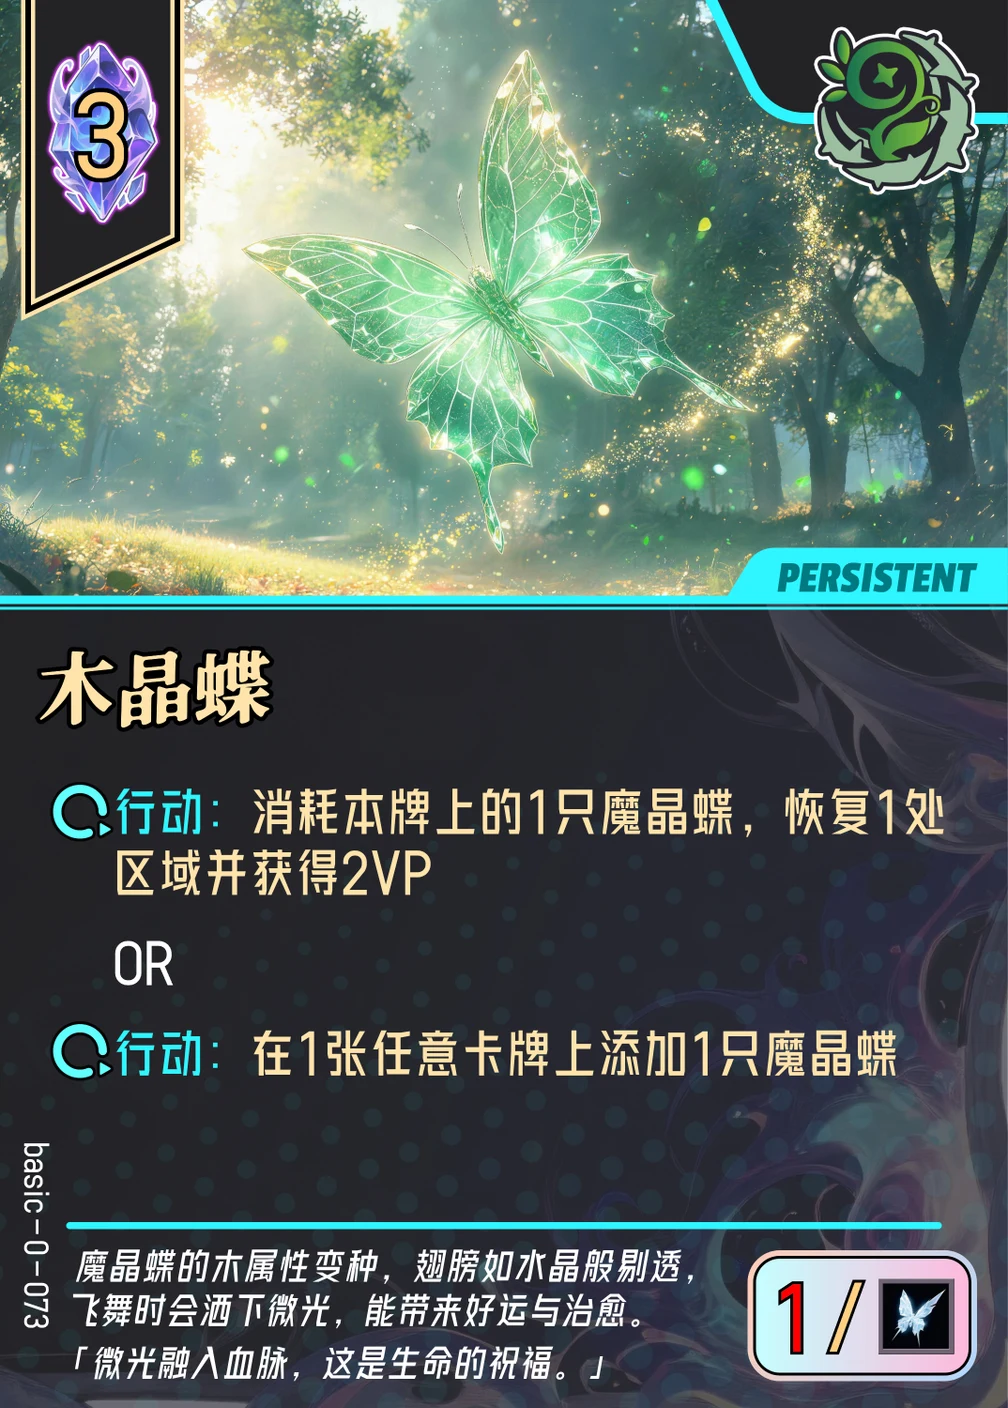 3
PERSISTENT
木晶蝶
行动：消耗本牌上的1只魔晶蝶，恢复1处
区域并获得2VP
OR
行动：在1张任意卡牌上添加1只魔晶蝶
basic-0-073
魔晶蝶的木属性变种，翅膀如水晶般剔透，
飞舞时会洒下微光，能带来好运与治愈。
「微光融入血脉，这是生命的祝福。」
1/